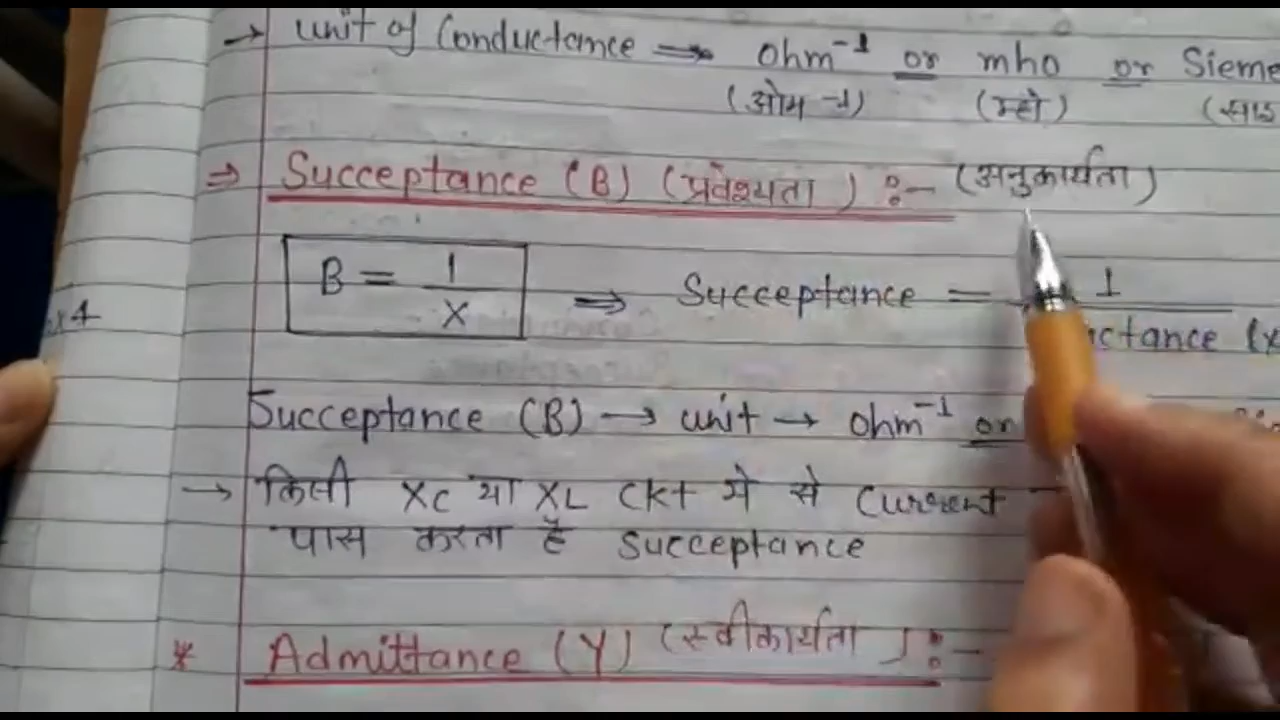 → Unit of Conductance ⇒ ohm⁻¹ or mho or
(ओम -1) (म्हो)
⇒ Succeptance (B) (प्रवेश्यता) :- (अनुकार्यता)
B = 1/X ⇒ Succeptance = 1
Succeptance (B) → unit → ohm⁻¹ or
→ किसी XC या XL Ckt मे से Current
पास करता है Succeptance
* Admittance (Y) (स्वीकार्यता) :-